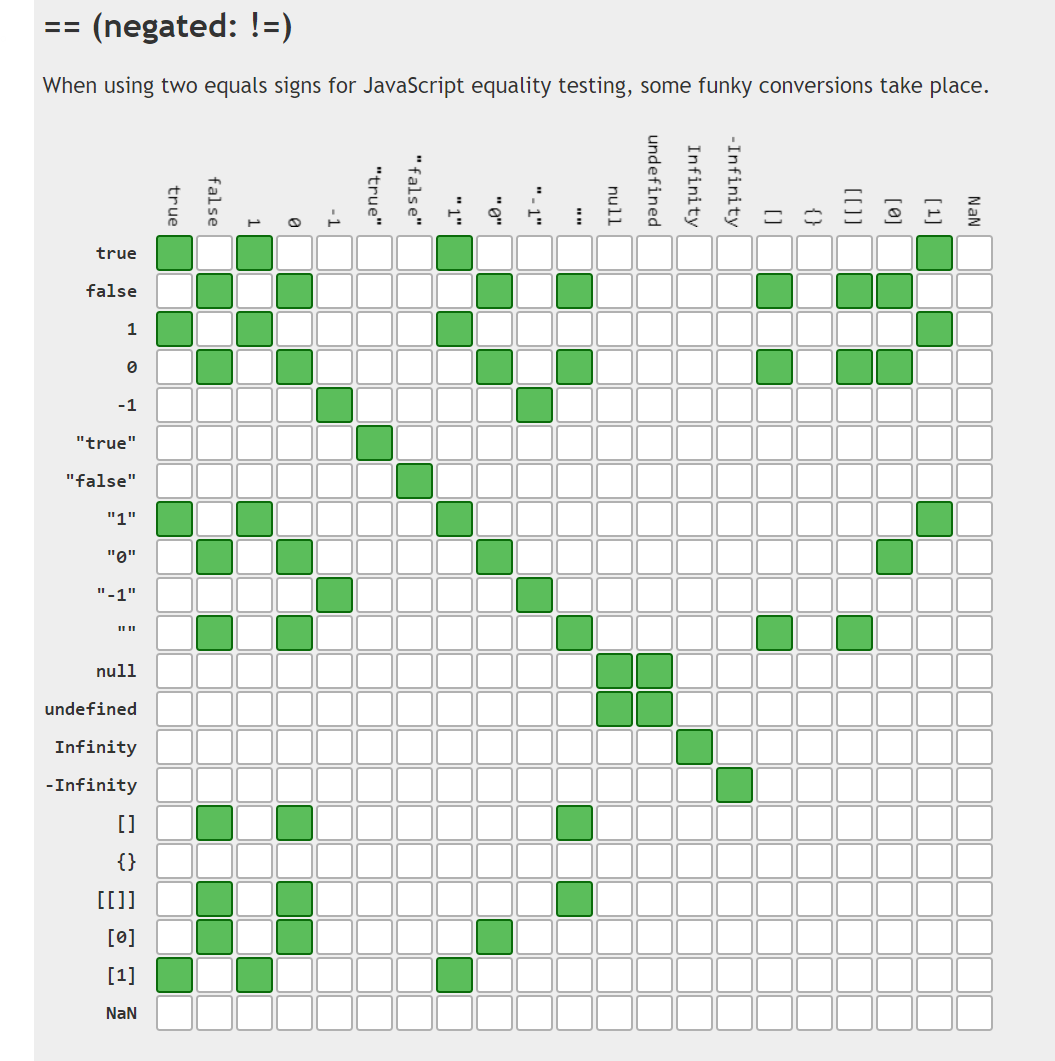 == (negated: !=)
When using two equals signs for JavaScript equality testing, some funky conversions take place.
true false 1 0 -1 "true" "false" "1" "0" "-1" "" null undefined Infinity -Infinity [] {} [[]] [0] [1] NaN
true
false
1
0
-1
"true"
"false"
"1"
"0"
"-1"
""
null
undefined
Infinity
-Infinity
[]
{}
[[]]
[0]
[1]
NaN